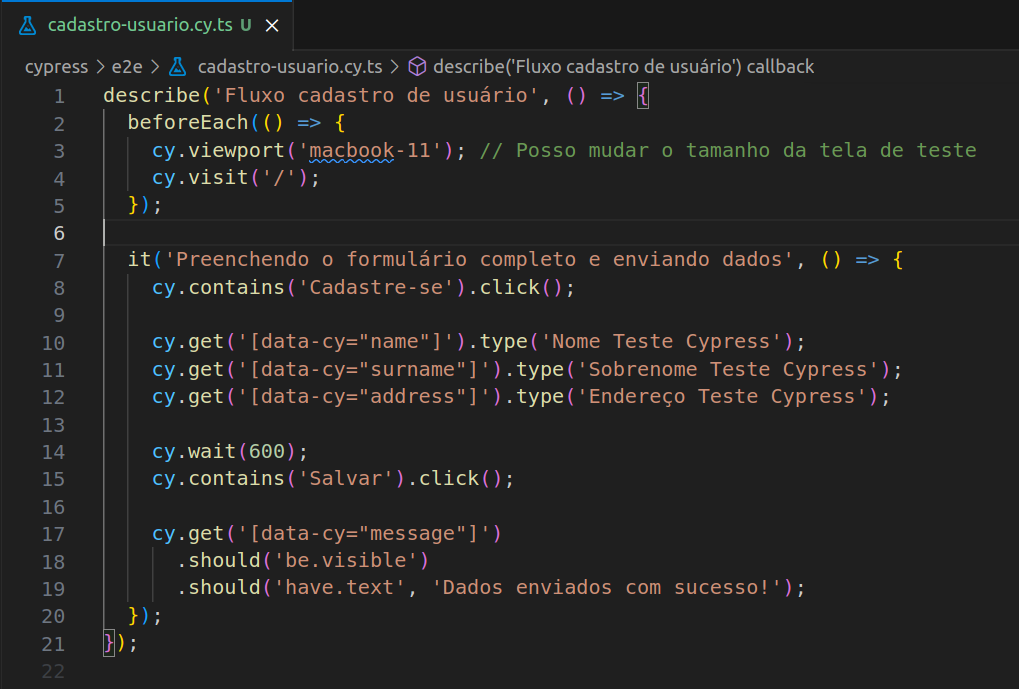 cadastro-usuario.cy.ts U
cypress > e2e > cadastro-usuario.cy.ts > describe('Fluxo cadastro de usuário') callback
1 describe('Fluxo cadastro de usuário', () => {
2 beforeEach(() => {
3 cy.viewport('macbook-11'); // Posso mudar o tamanho da tela de teste
4 cy.visit('/');
5 });
6
7 it('Preenchendo o formulário completo e enviando dados', () => {
8 cy.contains('Cadastre-se').click();
9
10 cy.get('[data-cy="name"]').type('Nome Teste Cypress');
11 cy.get('[data-cy="surname"]').type('Sobrenome Teste Cypress');
12 cy.get('[data-cy="address"]').type('Endereço Teste Cypress');
13
14 cy.wait(600);
15 cy.contains('Salvar').click();
16
17 cy.get('[data-cy="message"]')
18 .should('be.visible')
19 .should('have.text', 'Dados enviados com sucesso!');
20 });
21 });
22